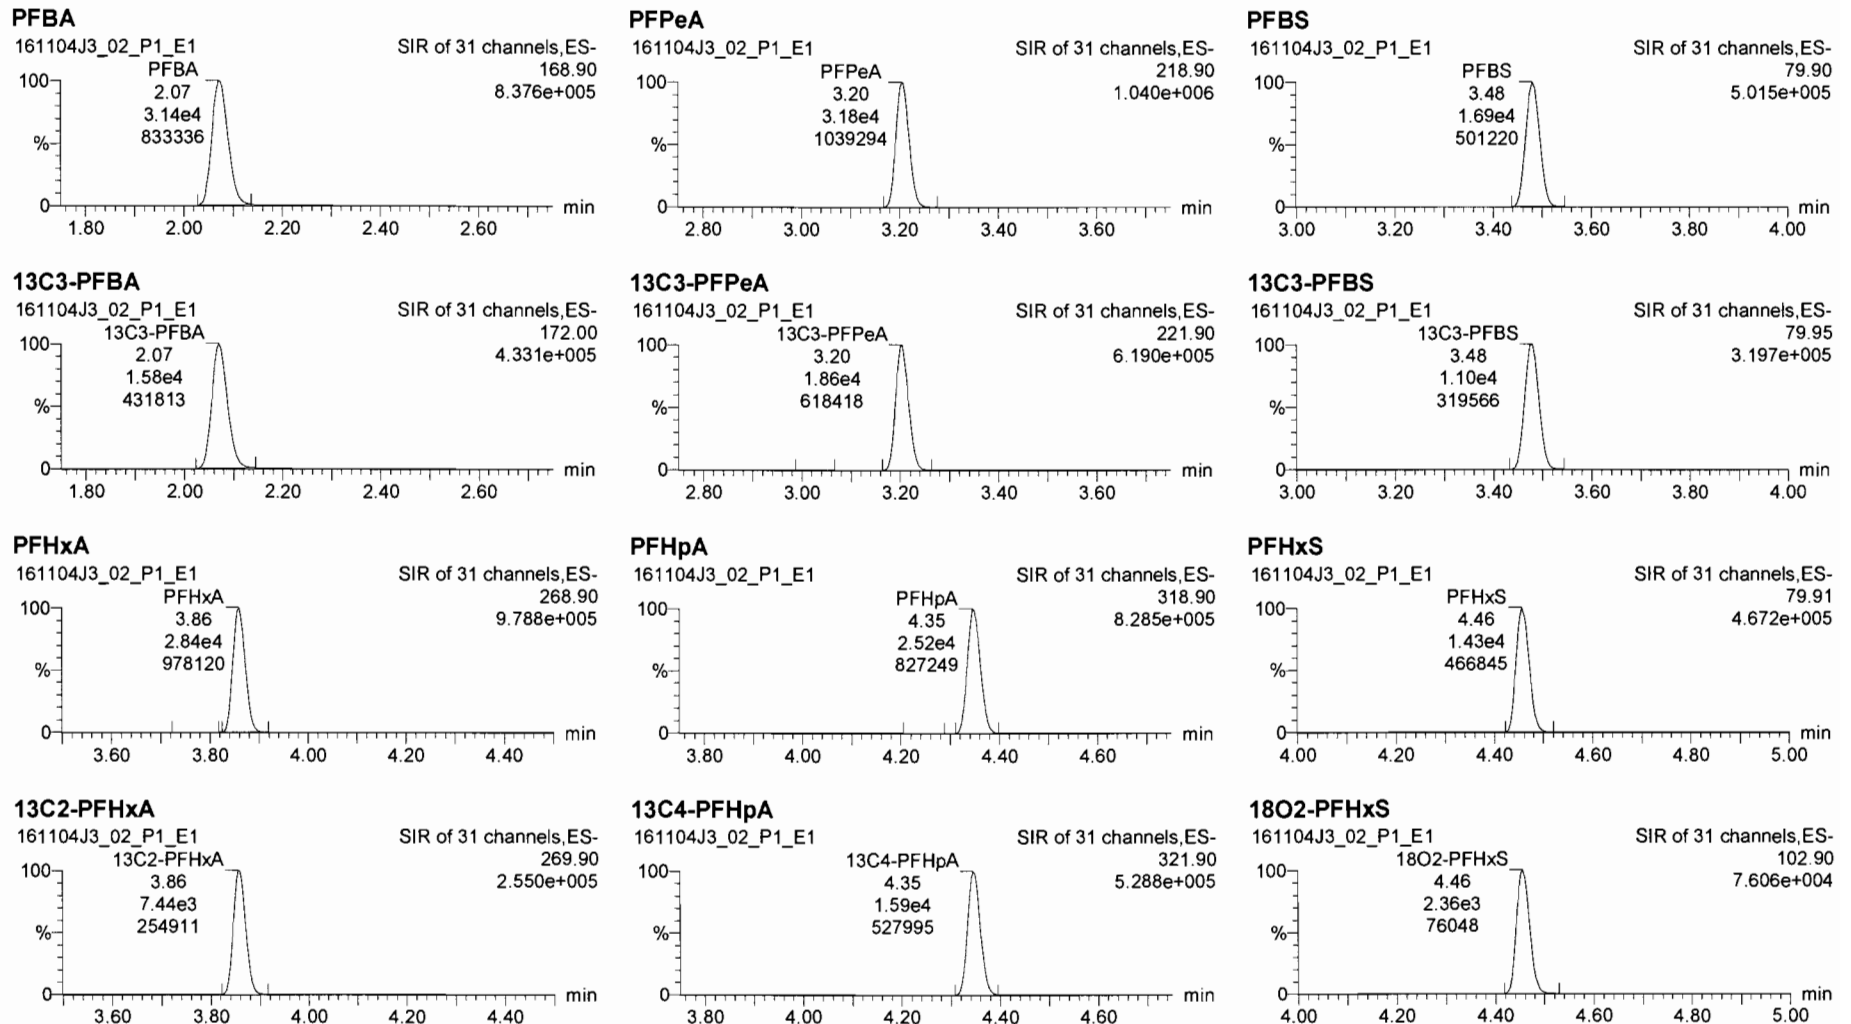 PFBA
161104J3_02_P1_E1
SIR of 31 channels,ES-
PFBA
168.90
2.07
8.376e+005
3.14e4
833336
100
%
0
min
1.80 2.00 2.20 2.40 2.60
PFPeA
161104J3_02_P1_E1
SIR of 31 channels,ES-
PFPeA
218.90
3.20
1.040e+006
3.18e4
1039294
100
%
0
min
2.80 3.00 3.20 3.40 3.60
PFBS
161104J3_02_P1_E1
SIR of 31 channels,ES-
PFBS
79.90
3.48
5.015e+005
1.69e4
501220
100
%
0
min
3.00 3.20 3.40 3.60 3.80 4.00
13C3-PFBA
161104J3_02_P1_E1
SIR of 31 channels,ES-
13C3-PFBA
172.00
2.07
4.331e+005
1.58e4
431813
100
%
0
min
1.80 2.00 2.20 2.40 2.60
13C3-PFPeA
161104J3_02_P1_E1
SIR of 31 channels,ES-
13C3-PFPeA
221.90
3.20
6.190e+005
1.86e4
618418
100
%
0
min
2.80 3.00 3.20 3.40 3.60
13C3-PFBS
161104J3_02_P1_E1
SIR of 31 channels,ES-
13C3-PFBS
79.95
3.48
3.197e+005
1.10e4
319566
100
%
0
min
3.00 3.20 3.40 3.60 3.80 4.00
PFHxA
161104J3_02_P1_E1
SIR of 31 channels,ES-
PFHxA
268.90
3.86
9.788e+005
2.84e4
978120
100
%
0
min
3.60 3.80 4.00 4.20 4.40
PFHpA
161104J3_02_P1_E1
SIR of 31 channels,ES-
PFHpA
318.90
4.35
8.285e+005
2.52e4
827249
100
%
0
min
3.80 4.00 4.20 4.40 4.60
PFHxS
161104J3_02_P1_E1
SIR of 31 channels,ES-
PFHxS
79.91
4.46
4.672e+005
1.43e4
466845
100
%
0
min
4.00 4.20 4.40 4.60 4.80 5.00
13C2-PFHxA
161104J3_02_P1_E1
SIR of 31 channels,ES-
13C2-PFHxA
269.90
3.86
2.550e+005
7.44e3
254911
100
%
0
min
3.60 3.80 4.00 4.20 4.40
13C4-PFHpA
161104J3_02_P1_E1
SIR of 31 channels,ES-
13C4-PFHpA
321.90
4.35
5.288e+005
1.59e4
527995
100
%
0
min
3.80 4.00 4.20 4.40 4.60
18O2-PFHxS
161104J3_02_P1_E1
SIR of 31 channels,ES-
18O2-PFHxS
102.90
4.46
7.606e+004
2.36e3
76048
100
%
0
min
4.00 4.20 4.40 4.60 4.80 5.00